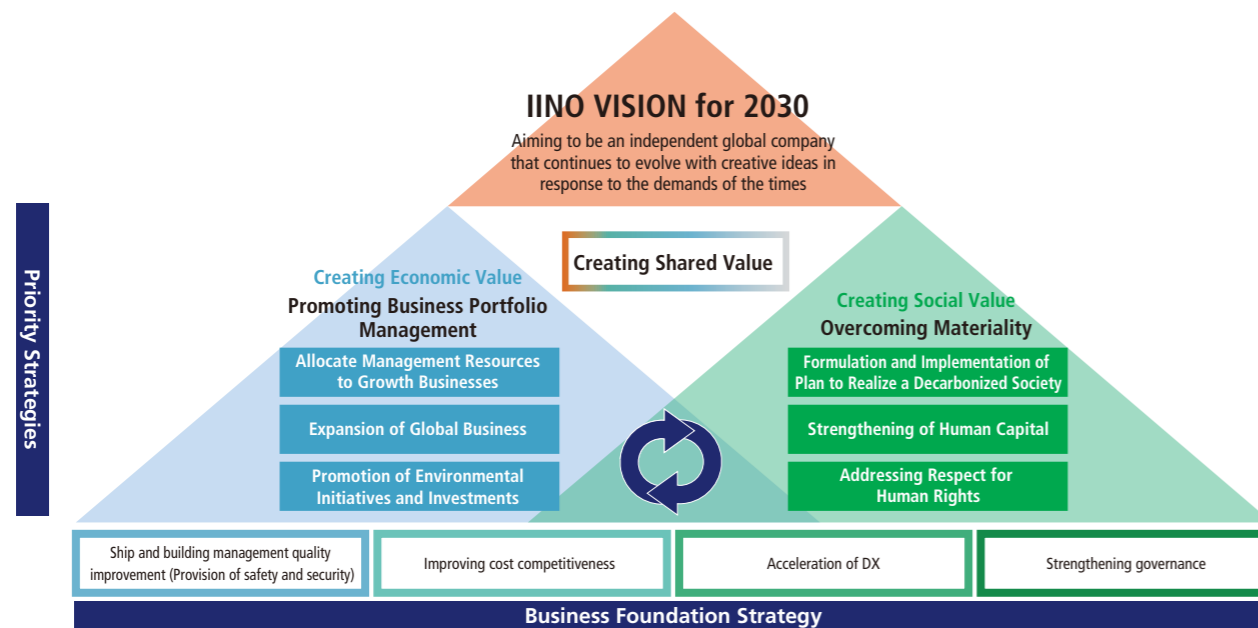 IINO VISION for 2030
Aiming to be an independent global company
that continues to evolve with creative ideas in
response to the demands of the times
Priority Strategies
Creating Shared Value
Creating Economic Value
Promoting Business Portfolio
Management
Allocate Management Resources
to Growth Businesses
Expansion of Global Business
Promotion of Environmental
Initiatives and Investments
Creating Social Value
Overcoming Materiality
Formulation and Implementation of
Plan to Realize a Decarbonized Society
Strengthening of Human Capital
Addressing Respect for
Human Rights
Ship and building management quality
improvement (Provision of safety and security)
Improving cost competitiveness
Acceleration of DX
Strengthening governance
Business Foundation Strategy